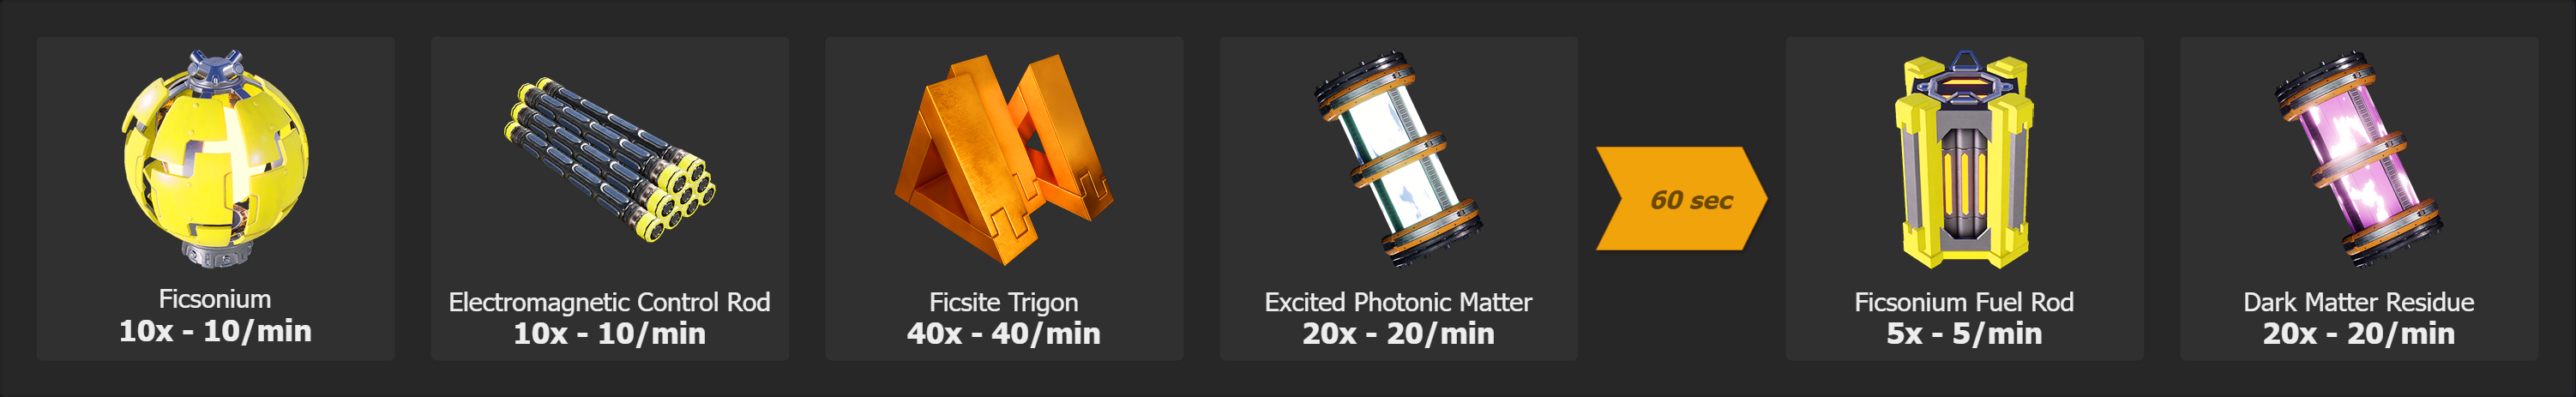 Ficsonium
10x - 10/min
Electromagnetic Control Rod
10x - 10/min
Ficsite Trigon
40x - 40/min
Excited Photonic Matter
20x - 20/min
60 sec
Ficsonium Fuel Rod
5x - 5/min
Dark Matter Residue
20x - 20/min